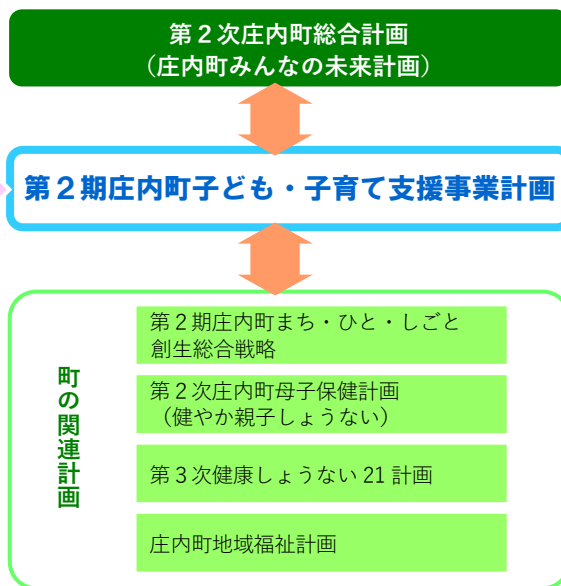 第２次庄内町総合計画
（庄内町みんなの未来計画）
第２期庄内町子ども・子育て支援事業計画
町の関連計画
第２期庄内町まち・ひと・しごと
創生総合戦略
第２次庄内町母子保健計画
（健やか親子しょうない）
第３次健康しょうない 21 計画
庄内町地域福祉計画